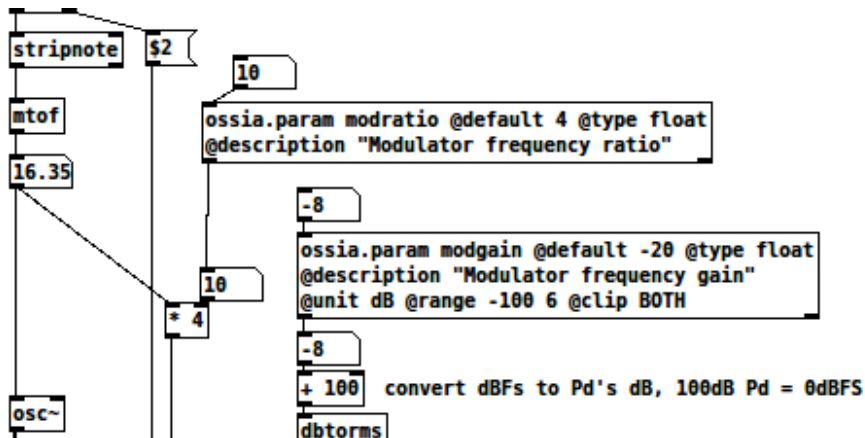 stripnote
$2
10
mtof
ossia.param modratio @default 4 @type float
@description "Modulator frequency ratio"
16.35
-8
ossia.param modgain @default -20 @type float
@description "Modulator frequency gain"
@unit dB @range -100 6 @clip BOTH
10
* 4
-8
+ 100
convert dBFs to Pd's dB, 100dB Pd = 0dBFS
osc~
dbtorms